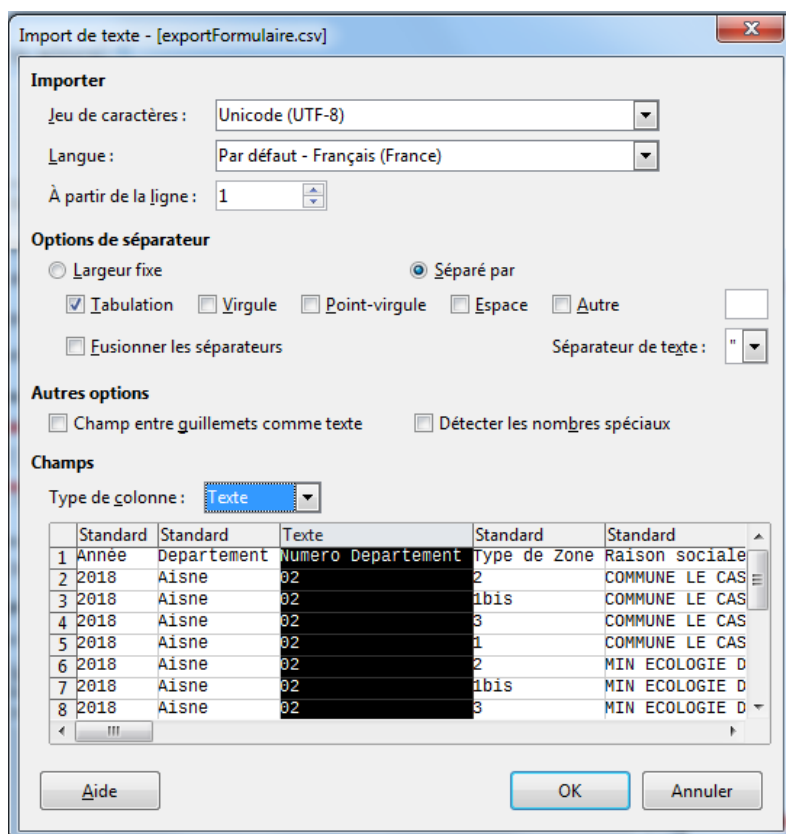 Import de texte - [exportFormulaire.csv]
x
Importer
Jeu de caractères : Unicode (UTF-8)
Langue : Par défaut - Français (France)
À partir de la ligne : 1
Options de séparateur
Largeur fixe Séparé par
Tabulation Virgule Point-virgule Espace Autre
Fusionner les séparateurs Séparateur de texte : "
Autres options
Champ entre guillemets comme texte Détecter les nombres spéciaux
Champs
Type de colonne : Texte
Standard Standard Texte Standard Standard
1 Année Departement Numero Departement Type de Zone Raison sociale
2 2018 Aisne 02 2 COMMUNE LE CAS
3 2018 Aisne 02 1bis COMMUNE LE CAS
4 2018 Aisne 02 3 COMMUNE LE CAS
5 2018 Aisne 02 1 COMMUNE LE CAS
6 2018 Aisne 02 2 MIN ECOLOGIE D
7 2018 Aisne 02 1bis MIN ECOLOGIE D
8 2018 Aisne 02 3 MIN ECOLOGIE D
Aide OK Annuler